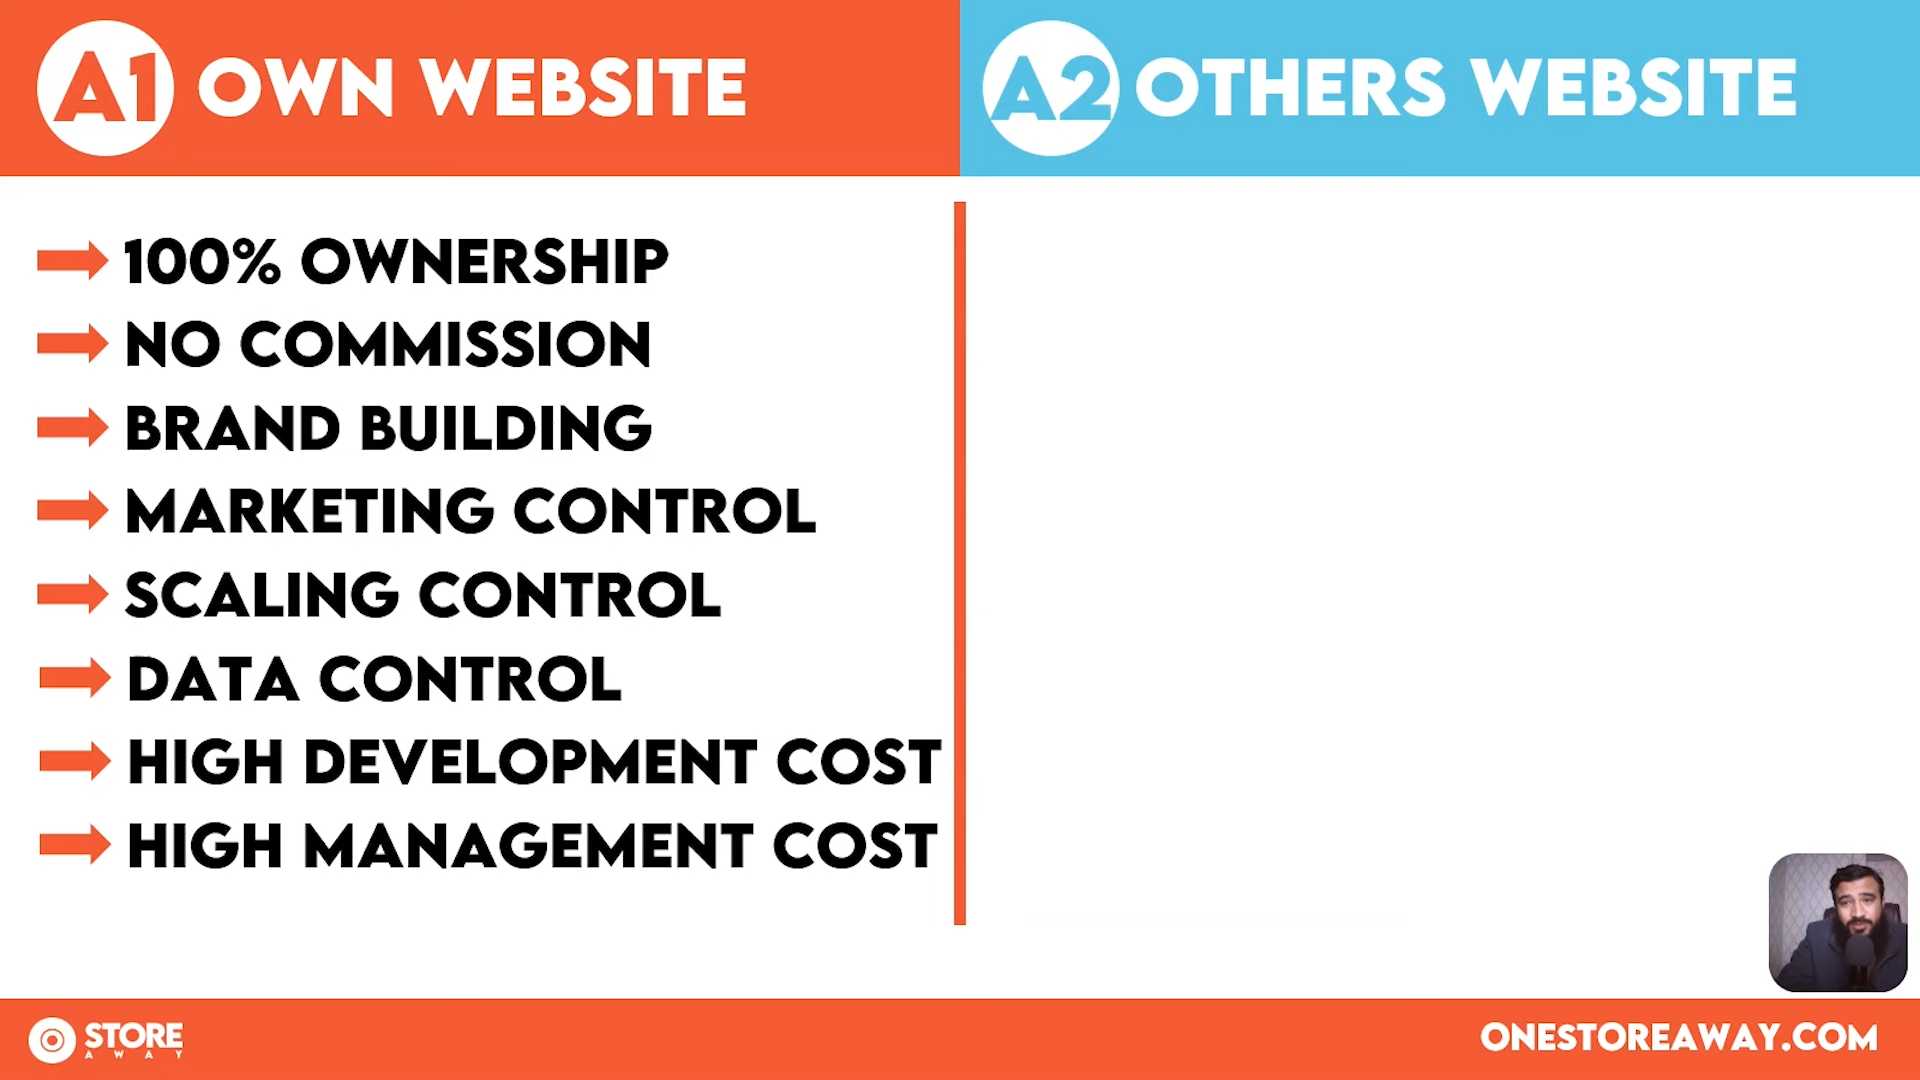 A1 OWN WEBSITE
A2 OTHERS WEBSITE
100% OWNERSHIP
NO COMMISSION
BRAND BUILDING
MARKETING CONTROL
SCALING CONTROL
DATA CONTROL
HIGH DEVELOPMENT COST
HIGH MANAGEMENT COST
STORE
AWAY
ONESTOREAWAY.COM